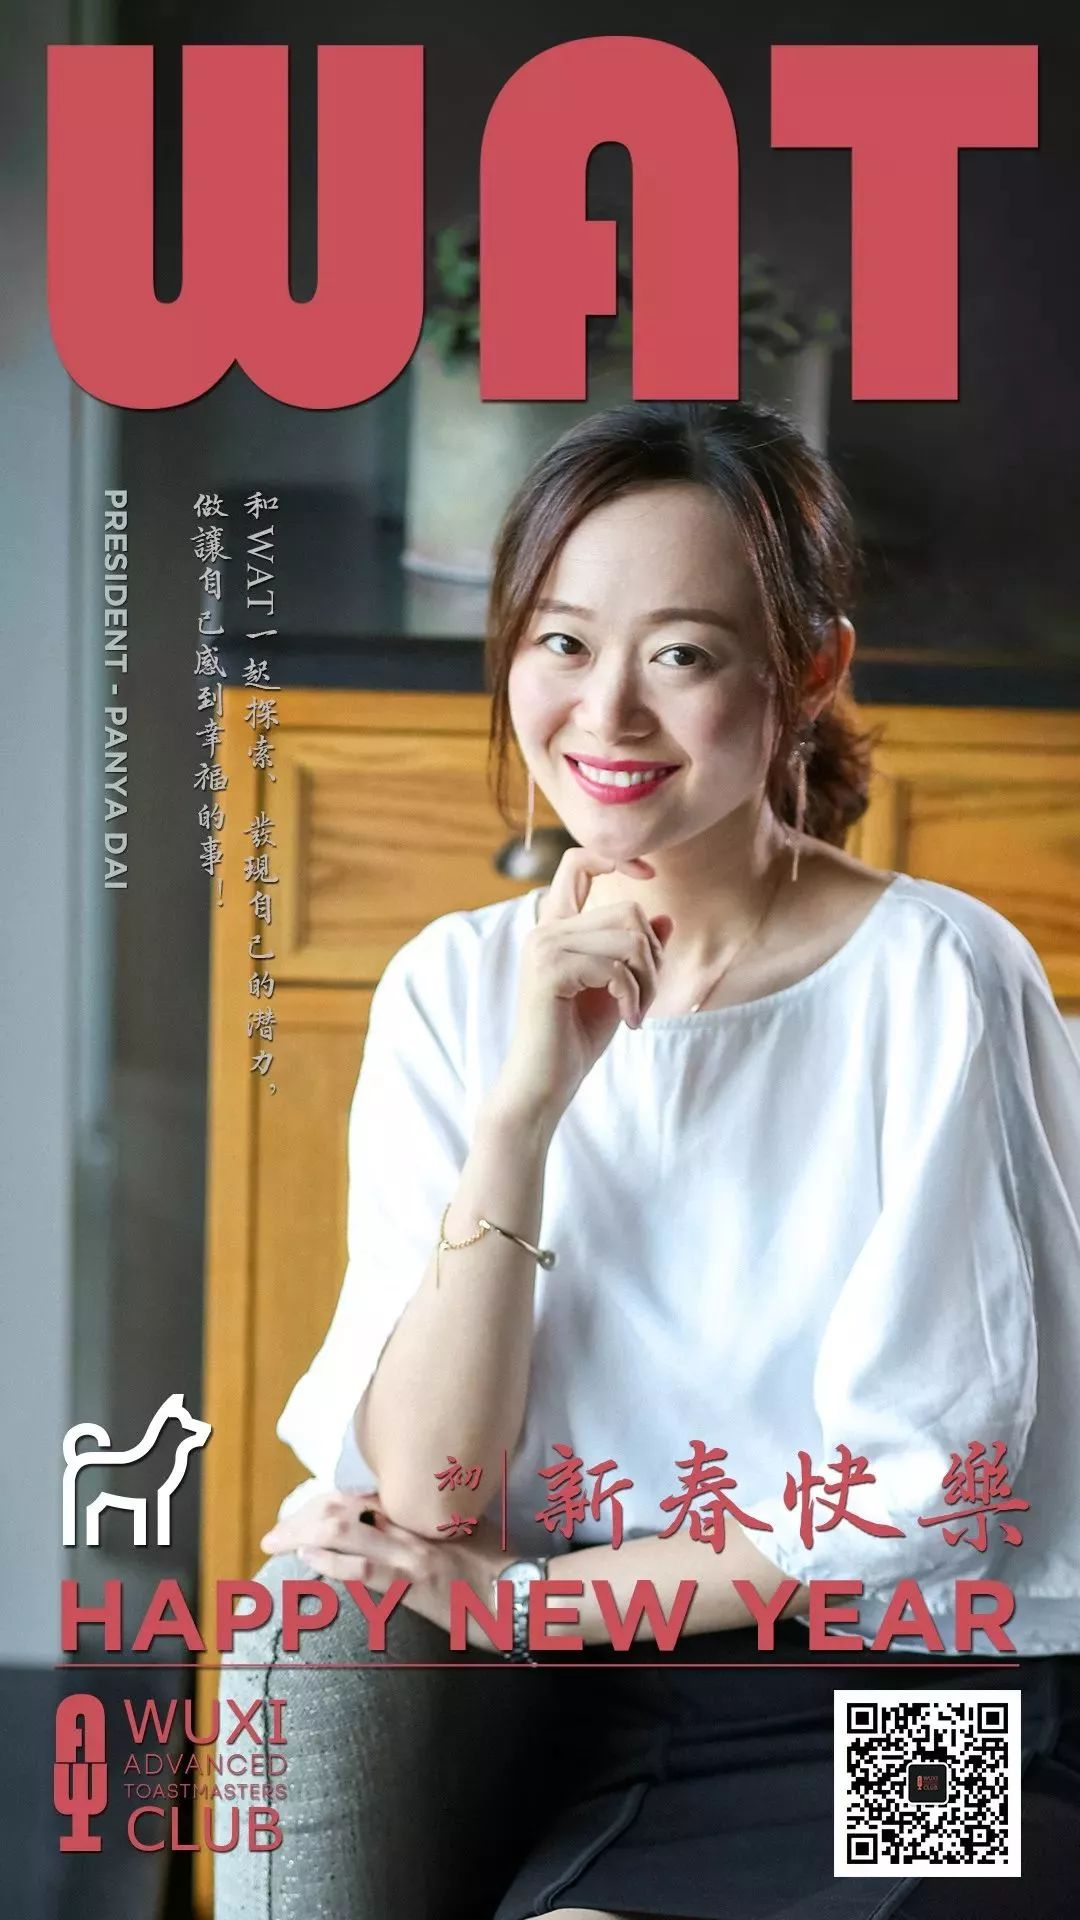 WAT
PRESIDENT - PANYA DAI
和WAT一起探索、發現自己的潛力，
做讓自己感到幸福的事！
初六
新春快樂
HAPPY NEW YEAR
WUXI
ADVANCED
TOASTMASTERS
CLUB